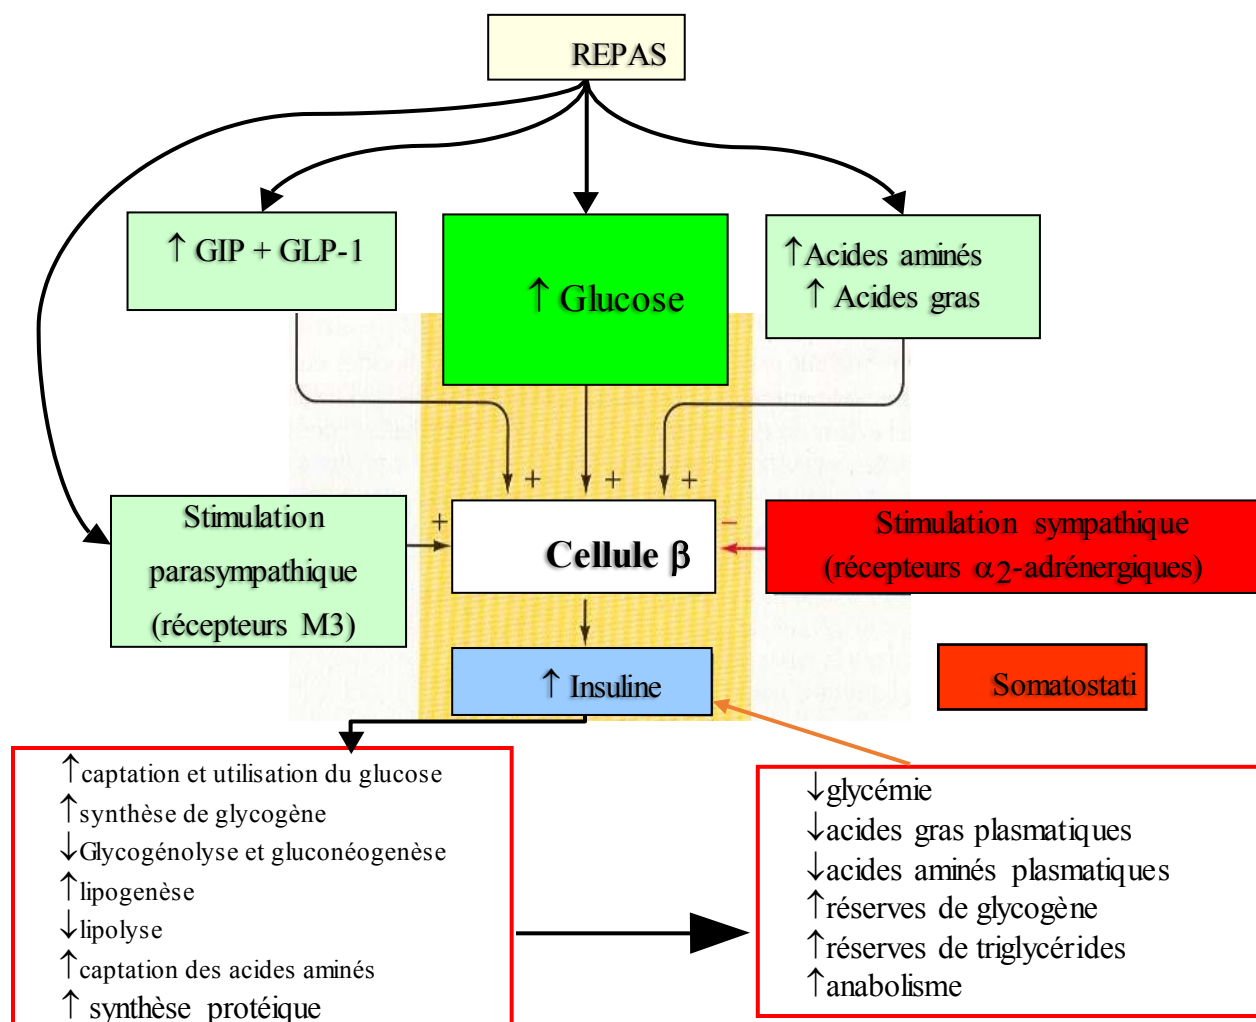 REPAS
↑ GIP + GLP-1
↑ Glucose
↑Acides aminés
↑ Acides gras
+ + +
Stimulation
parasympathique
(récepteurs M3)
+
Cellule β
−
Stimulation sympathique
(récepteurs α2-adrénergiques)
↑ Insuline
Somatostati
↑captation et utilisation du glucose
↑synthèse de glycogène
↓Glycogénolyse et gluconéogenèse
↑lipogenèse
↓lipolyse
↑captation des acides aminés
↑ synthèse protéique
↓glycémie
↓acides gras plasmatiques
↓acides aminés plasmatiques
↑réserves de glycogène
↑réserves de triglycérides
↑anabolisme